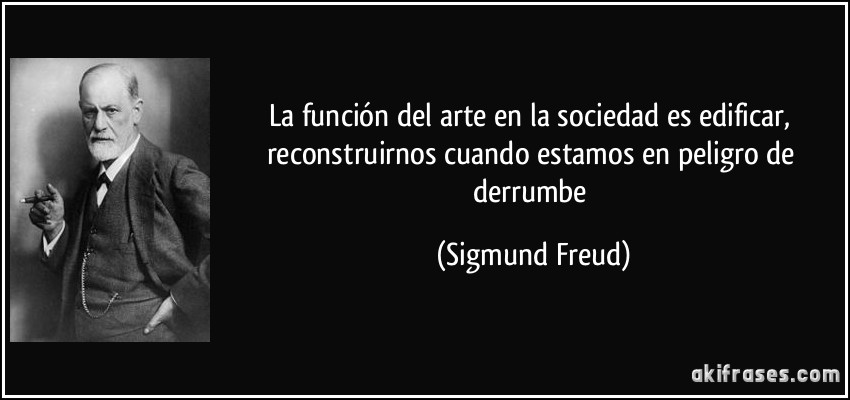 La función del arte en la sociedad es edificar,
reconstruirnos cuando estamos en peligro de
derrumbe
(Sigmund Freud)
akifrases.com